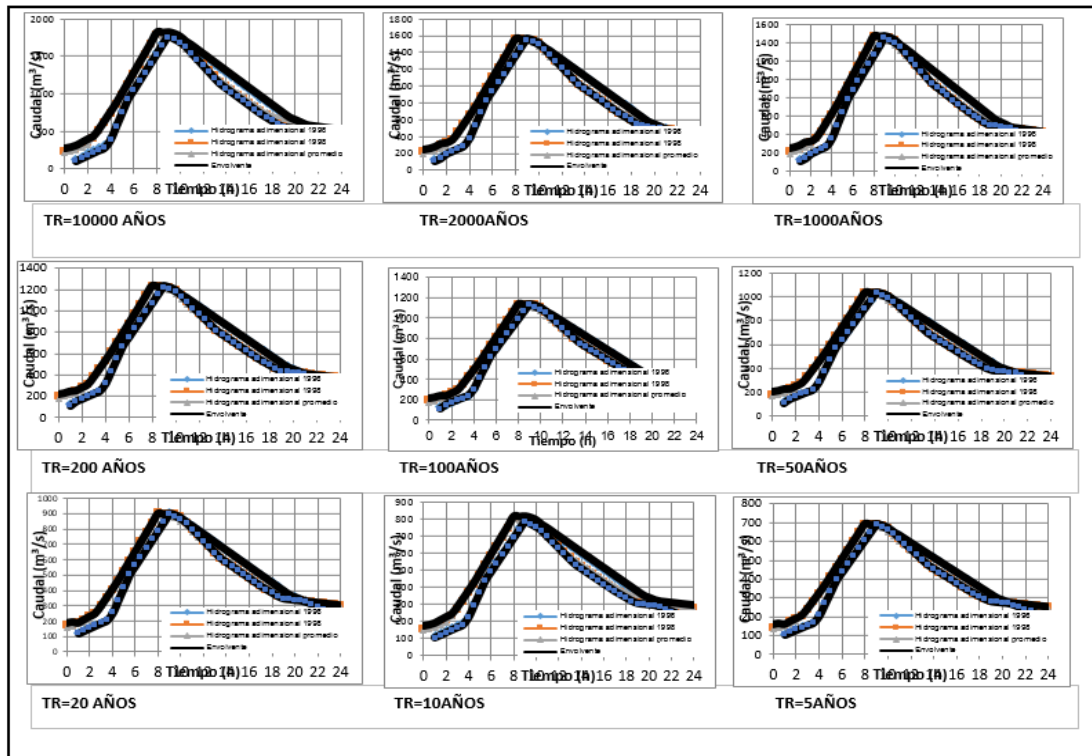 2000
0
Caudal (m³/s)
Hidrograma adimensional 1996
Hidrograma adimensional 1998
Hidrograma adimensional promedio
Envolvente
0 2 4 6 8 10 12 14 16 18 20 22 24
Tiempo (h)
TR=10000 AÑOS
1800
1600
1400
1200
1000
800
600
400
200
0
Caudal (m³/s)
Hidrograma adimensional 1996
Hidrograma adimensional 1998
Hidrograma adimensional promedio
Envolvente
0 2 4 6 8 10 12 14 16 18 20 22 24
Tiempo (h)
TR=2000AÑOS
1600
1400
1200
1000
800
600
400
200
0
Caudal (m³/s)
Hidrograma adimensional 1996
Hidrograma adimensional 1998
Hidrograma adimensional promedio
Envolvente
0 2 4 6 8 10 12 14 16 18 20 22 24
Tiempo (h)
TR=1000AÑOS
1400
1200
1000
800
600
400
200
0
Caudal (m³/s)
Hidrograma adimensional 1996
Hidrograma adimensional 1998
Hidrograma adimensional promedio
Envolvente
0 2 4 6 8 10 12 14 16 18 20 22 24
Tiempo (h)
TR=200 AÑOS
1400
1200
1000
800
600
400
200
0
Caudal (m³/s)
Hidrograma adimensional 1996
Hidrograma adimensional 1998
Hidrograma adimensional promedio
Envolvente
0 2 4 6 8 10 12 14 16 18 20 22 24
Tiempo (h)
TR=100AÑOS
1200
1000
800
600
400
200
0
Caudal (m³/s)
Hidrograma adimensional 1996
Hidrograma adimensional 1998
Hidrograma adimensional promedio
Envolvente
0 2 4 6 8 10 12 14 16 18 20 22 24
Tiempo (h)
TR=50AÑOS
1000
900
800
700
600
500
400
300
200
100
0
Caudal (m³/s)
Hidrograma adimensional 1996
Hidrograma adimensional 1998
Hidrograma adimensional promedio
Envolvente
0 2 4 6 8 10 12 14 16 18 20 22 24
Tiempo (h)
TR=20 AÑOS
900
800
700
600
500
400
300
200
100
0
Caudal (m³/s)
Hidrograma adimensional 1996
Hidrograma adimensional 1998
Hidrograma adimensional promedio
Envolvente
0 2 4 6 8 10 12 14 16 18 20 22 24
Tiempo (h)
TR=10AÑOS
800
700
600
500
400
300
200
100
0
Caudal (m³/s)
Hidrograma adimensional 1996
Hidrograma adimensional 1998
Hidrograma adimensional promedio
Envolvente
0 2 4 6 8 10 12 14 16 18 20 22 24
Tiempo (h)
TR=5AÑOS